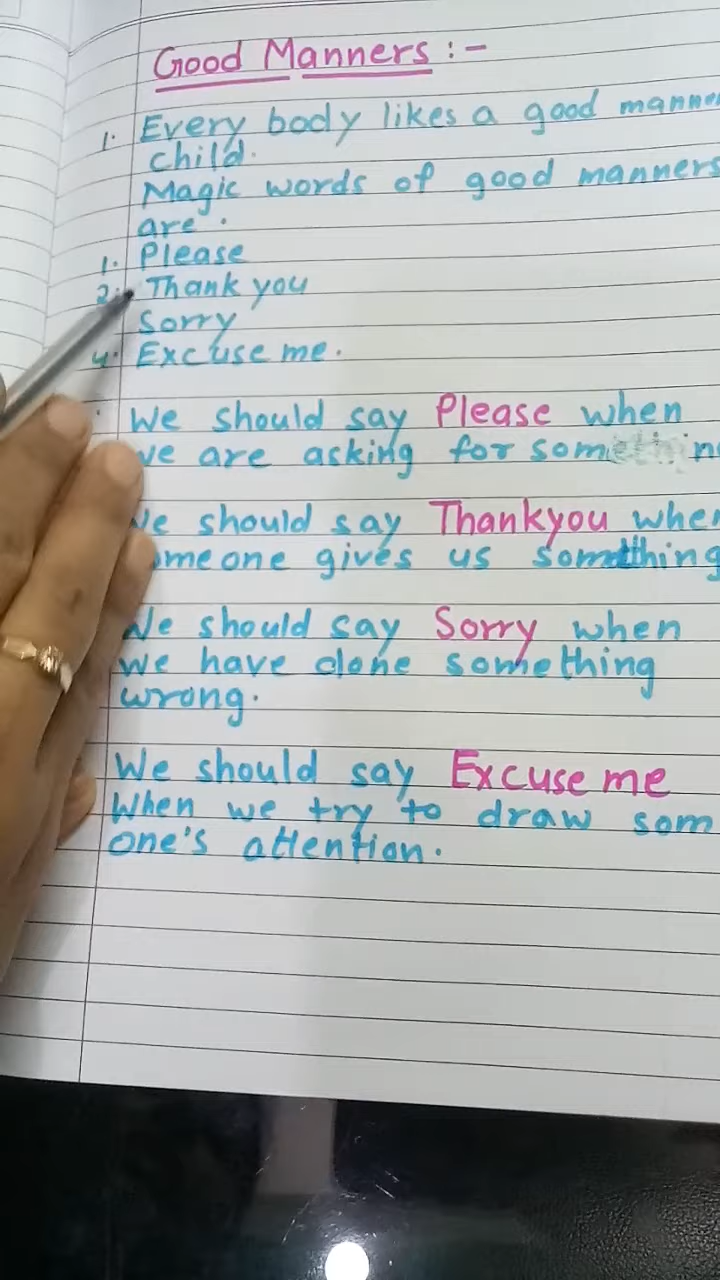 Good Manners :-
1. Every body likes a good manner
child.
Magic words of good manners
are .
1. Please
2. Thank you
Sorry
4. Excuse me.
We should say Please when
we are asking for something
We should say Thankyou when
someone gives us something
We should say Sorry when
we have done something
wrong.
We should say Excuse me
When we try to draw som
one's attention.